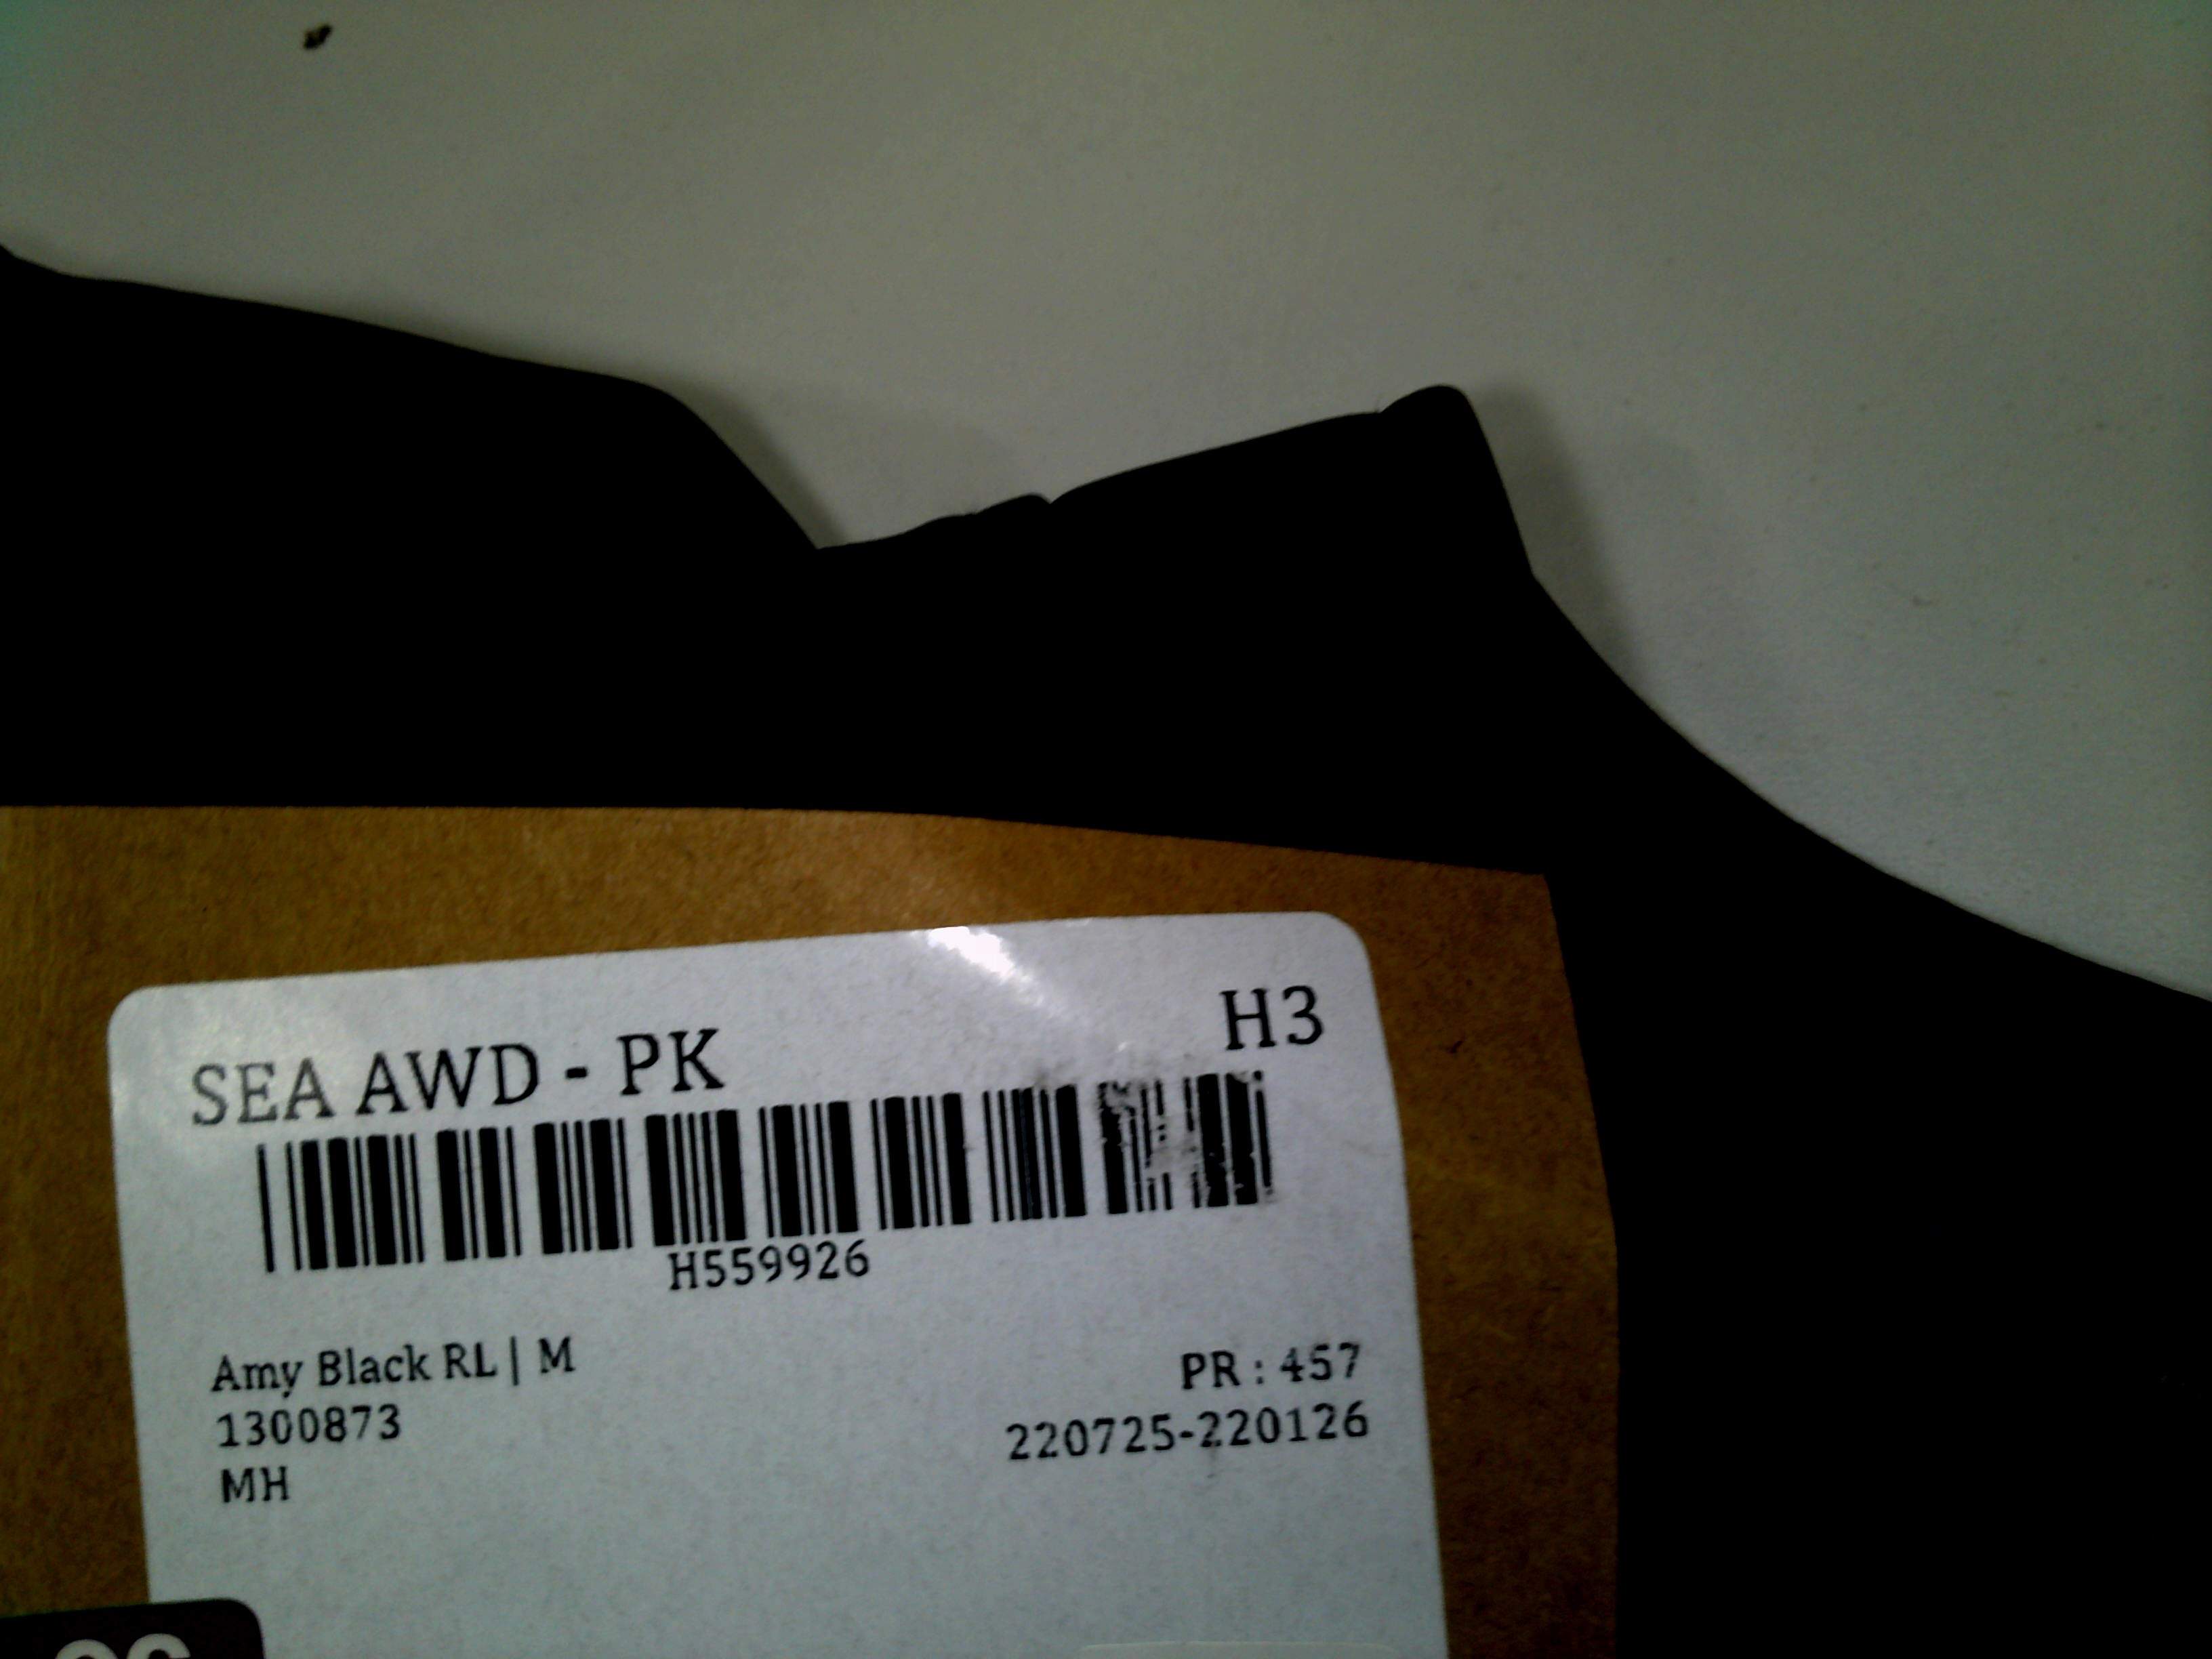 SEA AWD - PK
H3
H559926
Amy Black RL | M
PR : 457
1300873
220725-220126
MH